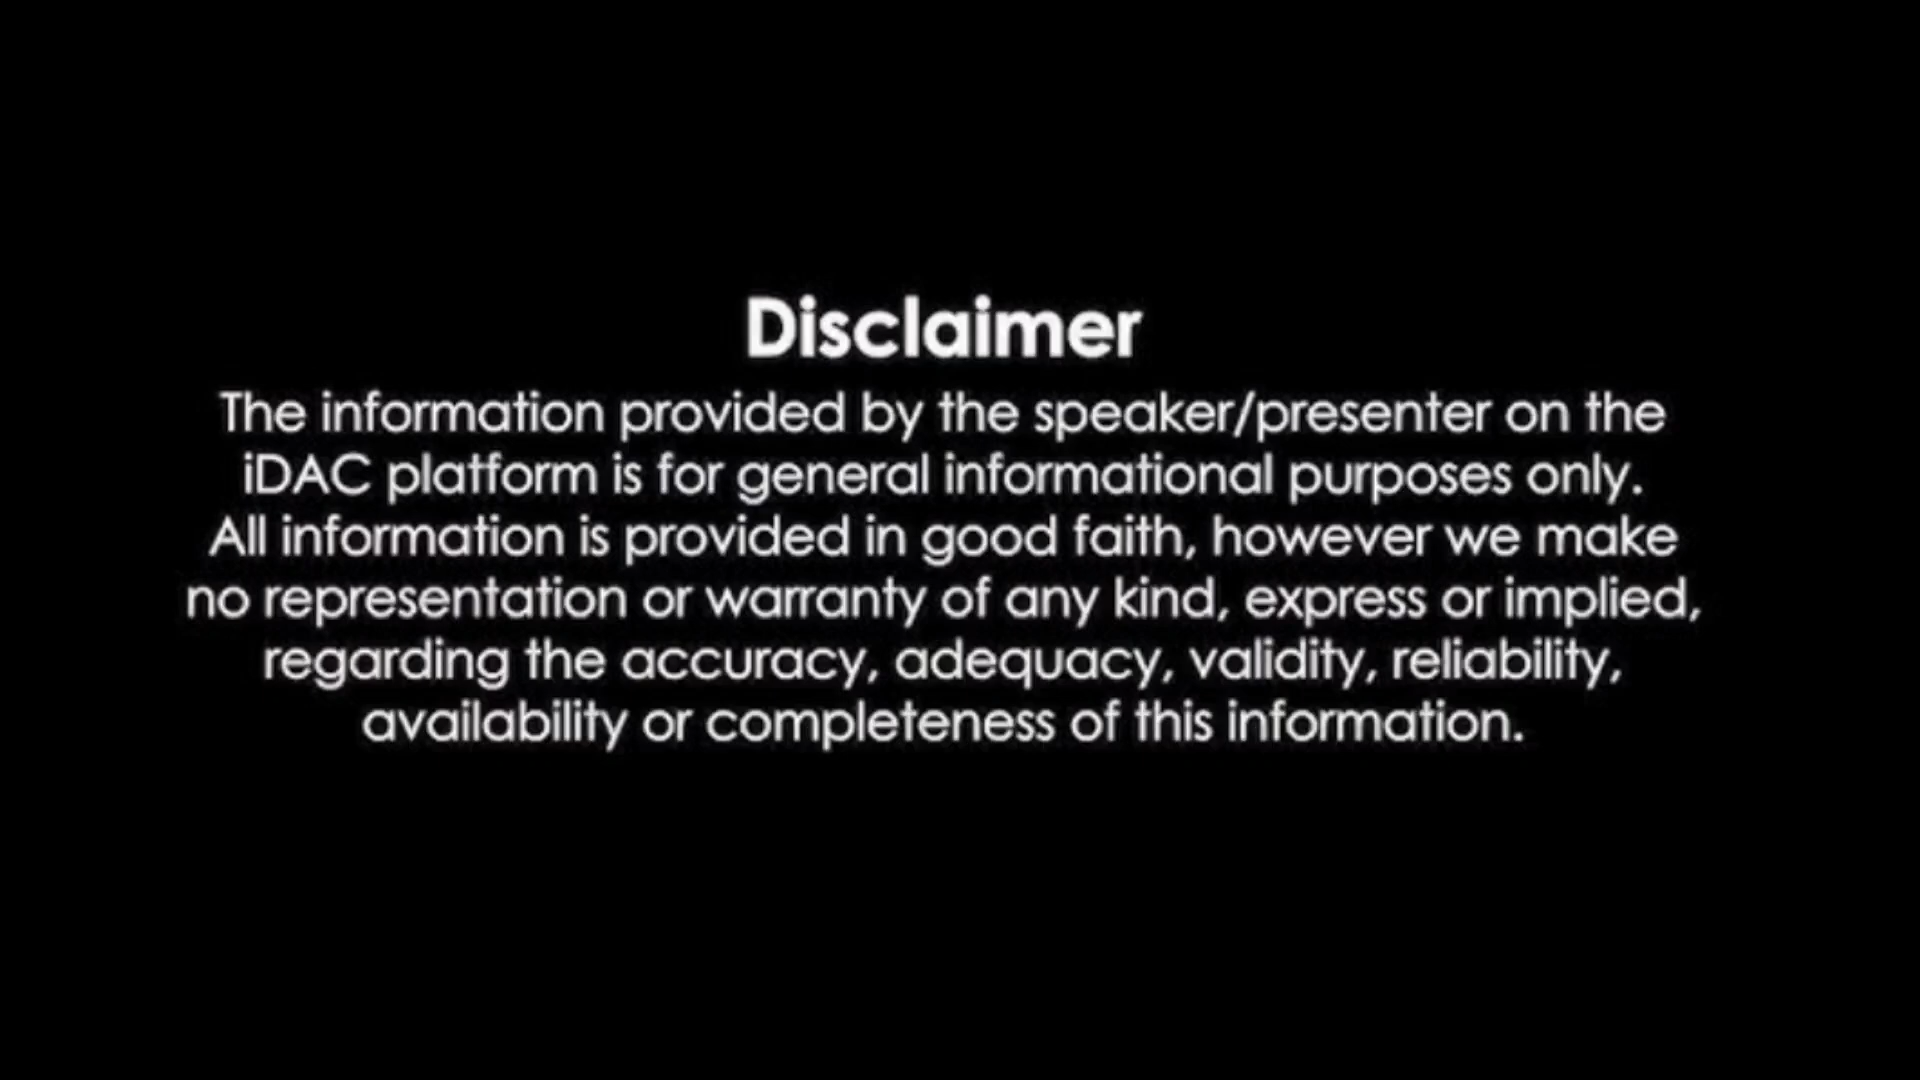 Disclaimer
The information provided by the speaker/presenter on the
iDAC platform is for general informational purposes only.
All information is provided in good faith, however we make
no representation or warranty of any kind, express or implied,
regarding the accuracy, adequacy, validity, reliability,
availability or completeness of this information.